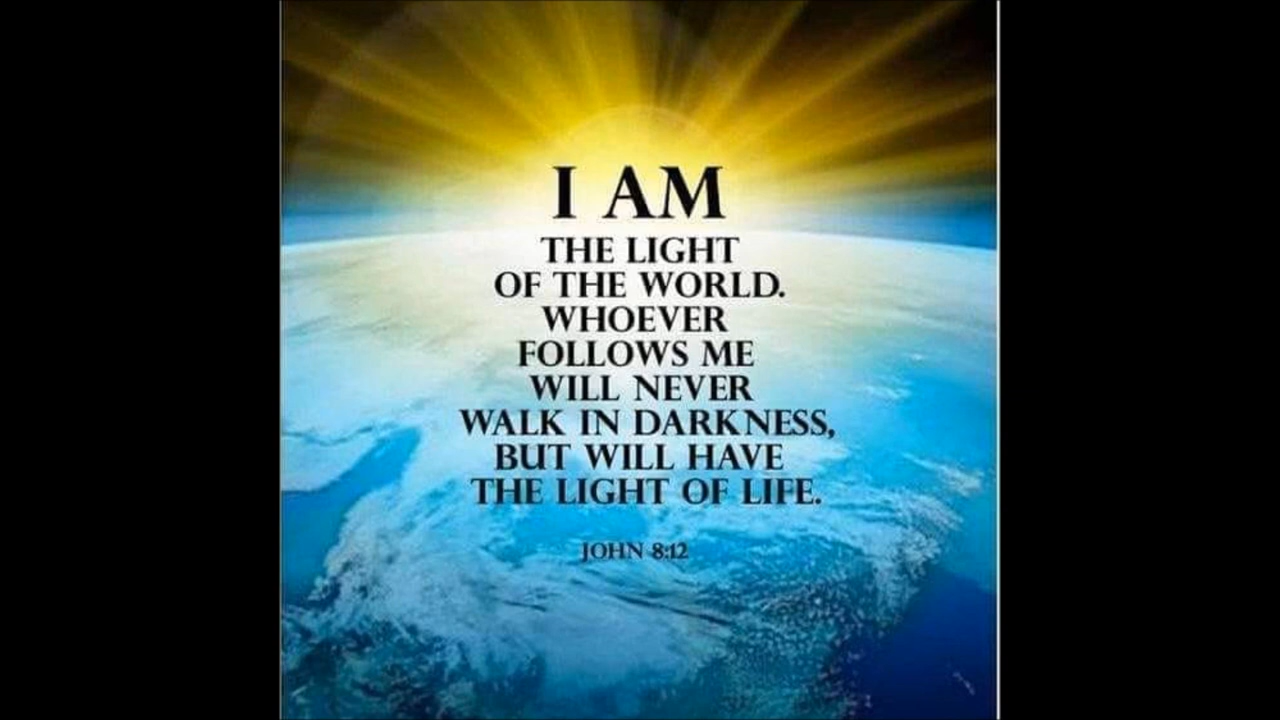 I AM
THE LIGHT
OF THE WORLD.
WHOEVER
FOLLOWS ME
WILL NEVER
WALK IN DARKNESS,
BUT WILL HAVE
THE LIGHT OF LIFE.
JOHN 8:12